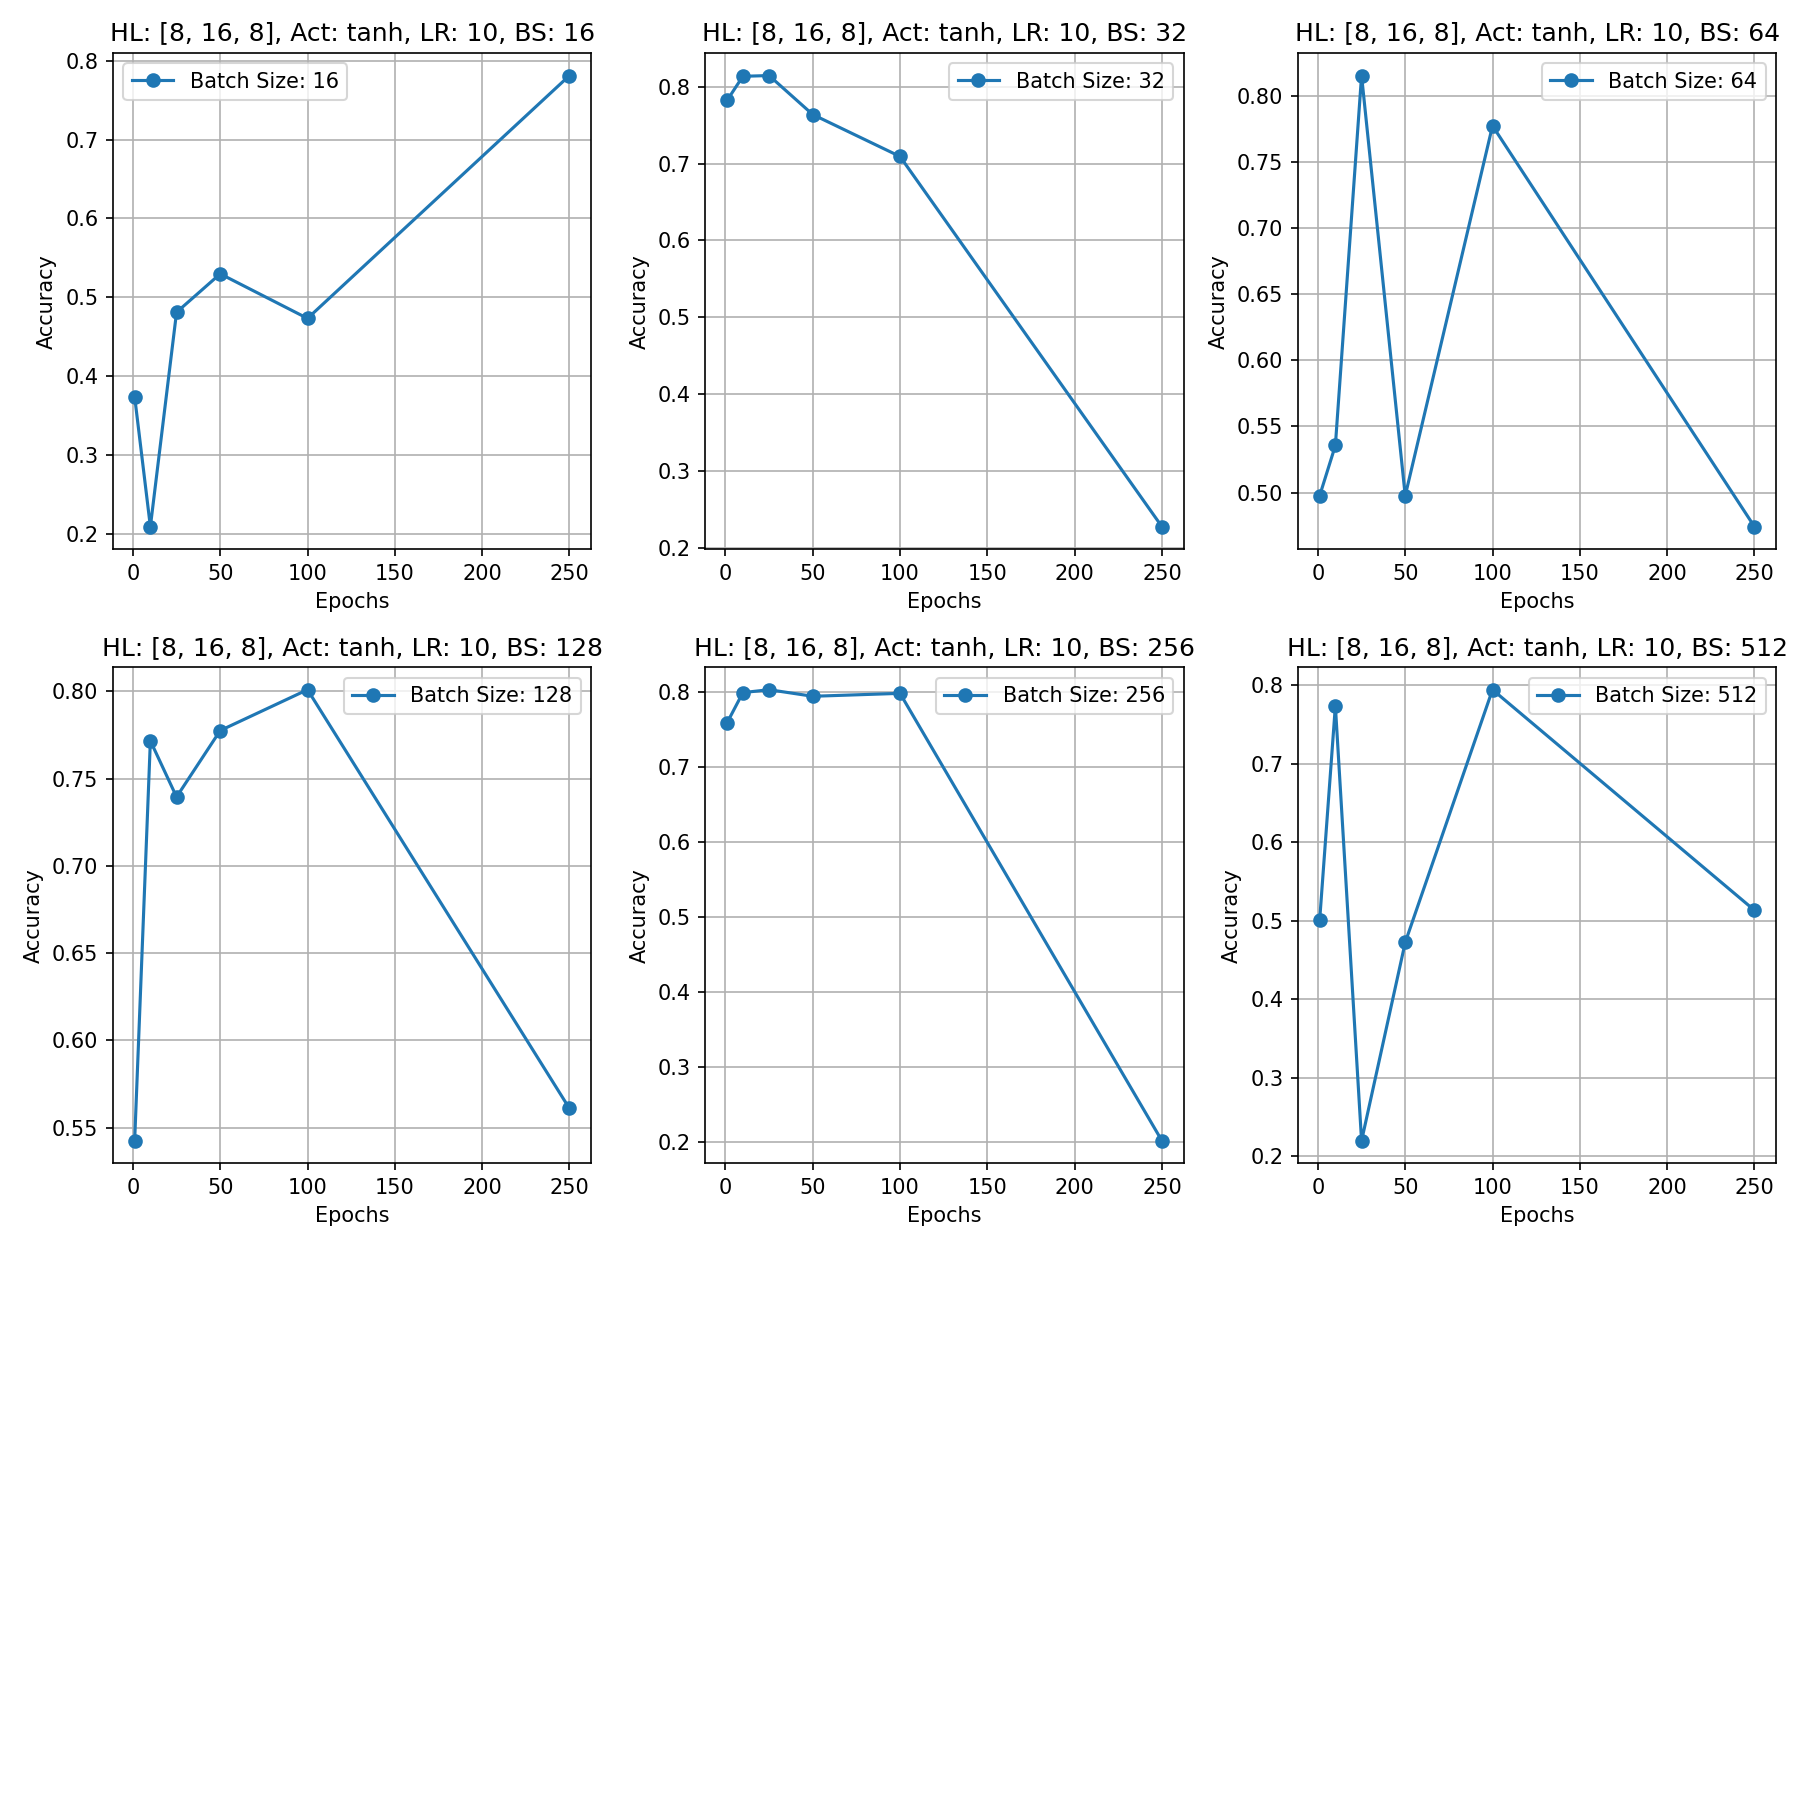 HL: [8, 16, 8], Act: tanh, LR: 10, BS: 16
Batch Size: 16
0.8
0.7
0.6
0.5
0.4
0.3
0.2
Accuracy
0 50 100 150 200 250
Epochs
HL: [8, 16, 8], Act: tanh, LR: 10, BS: 32
Batch Size: 32
0.8
0.7
0.6
0.5
0.4
0.3
0.2
Accuracy
0 50 100 150 200 250
Epochs
HL: [8, 16, 8], Act: tanh, LR: 10, BS: 64
Batch Size: 64
0.80
0.75
0.70
0.65
0.60
0.55
0.50
Accuracy
0 50 100 150 200 250
Epochs
HL: [8, 16, 8], Act: tanh, LR: 10, BS: 128
Batch Size: 128
0.80
0.75
0.70
0.65
0.60
0.55
Accuracy
0 50 100 150 200 250
Epochs
HL: [8, 16, 8], Act: tanh, LR: 10, BS: 256
Batch Size: 256
0.8
0.7
0.6
0.5
0.4
0.3
0.2
Accuracy
0 50 100 150 200 250
Epochs
HL: [8, 16, 8], Act: tanh, LR: 10, BS: 512
Batch Size: 512
0.8
0.7
0.6
0.5
0.4
0.3
0.2
Accuracy
0 50 100 150 200 250
Epochs